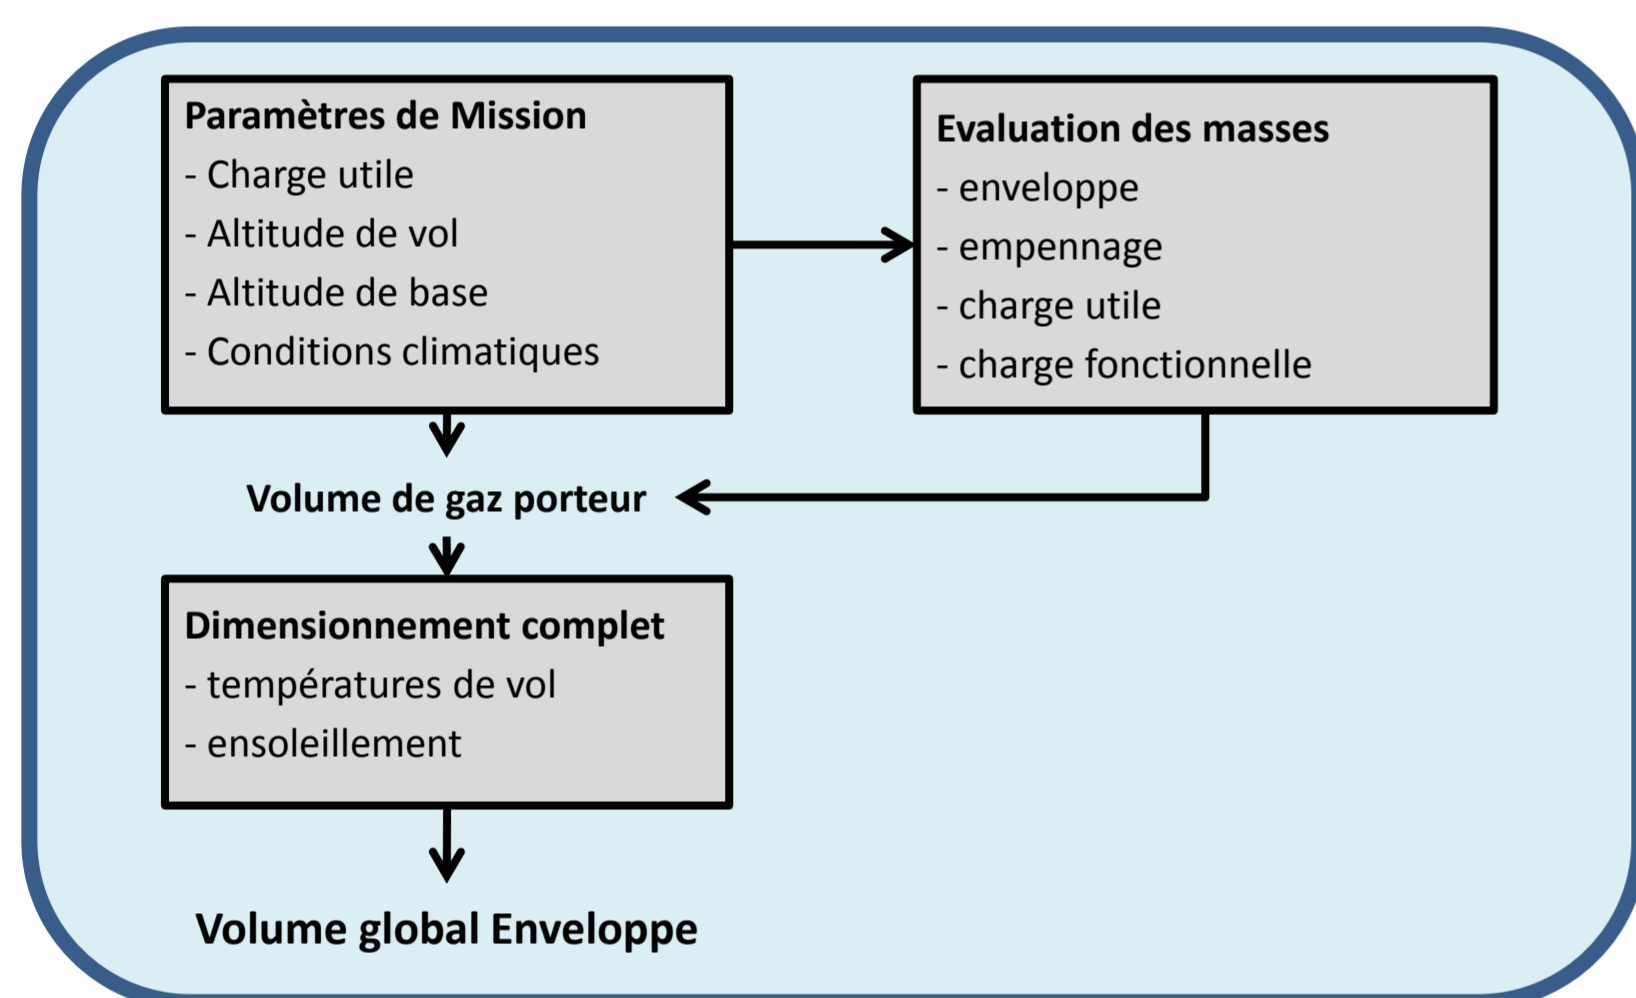 Paramètres de Mission
- Charge utile
- Altitude de vol
- Altitude de base
- Conditions climatiques
Evaluation des masses
- enveloppe
- empennage
- charge utile
- charge fonctionnelle
Volume de gaz porteur
Dimensionnement complet
- températures de vol
- ensoleillement
Volume global Enveloppe